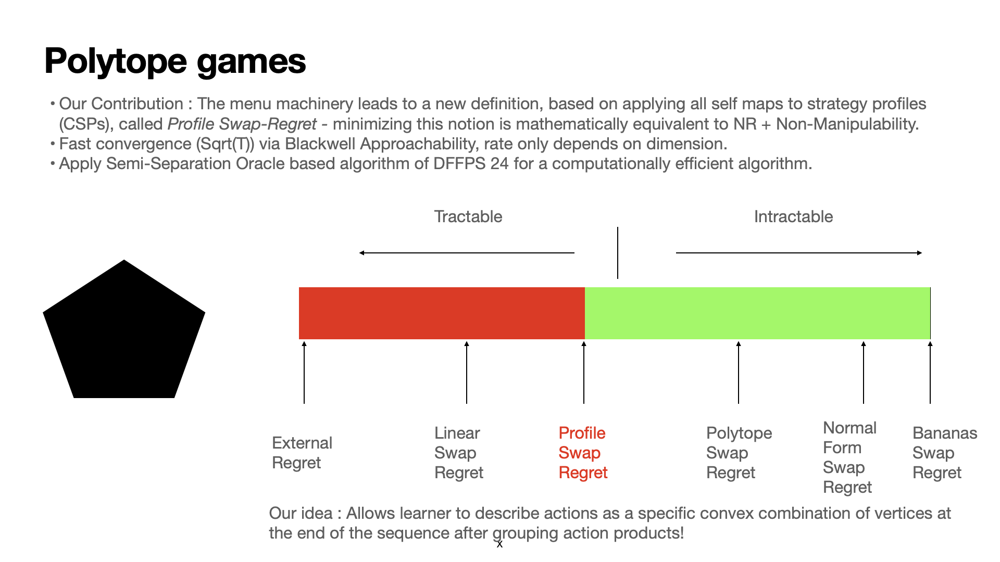 Polytope games
• Our Contribution : The menu machinery leads to a new definition, based on applying all self maps to strategy profiles
(CSPs), called Profile Swap-Regret - minimizing this notion is mathematically equivalent to NR + Non-Manipulability.
• Fast convergence (Sqrt(T)) via Blackwell Approachability, rate only depends on dimension.
• Apply Semi-Separation Oracle based algorithm of DFFPS 24 for a computationally efficient algorithm.
Tractable
Intractable
External
Regret
Linear
Swap
Regret
Profile
Swap
Regret
Polytope
Swap
Regret
Normal
Form
Swap
Regret
Bananas
Swap
Regret
Our idea : Allows learner to describe actions as a specific convex combination of vertices at
the end of the sequence after grouping action products!
x